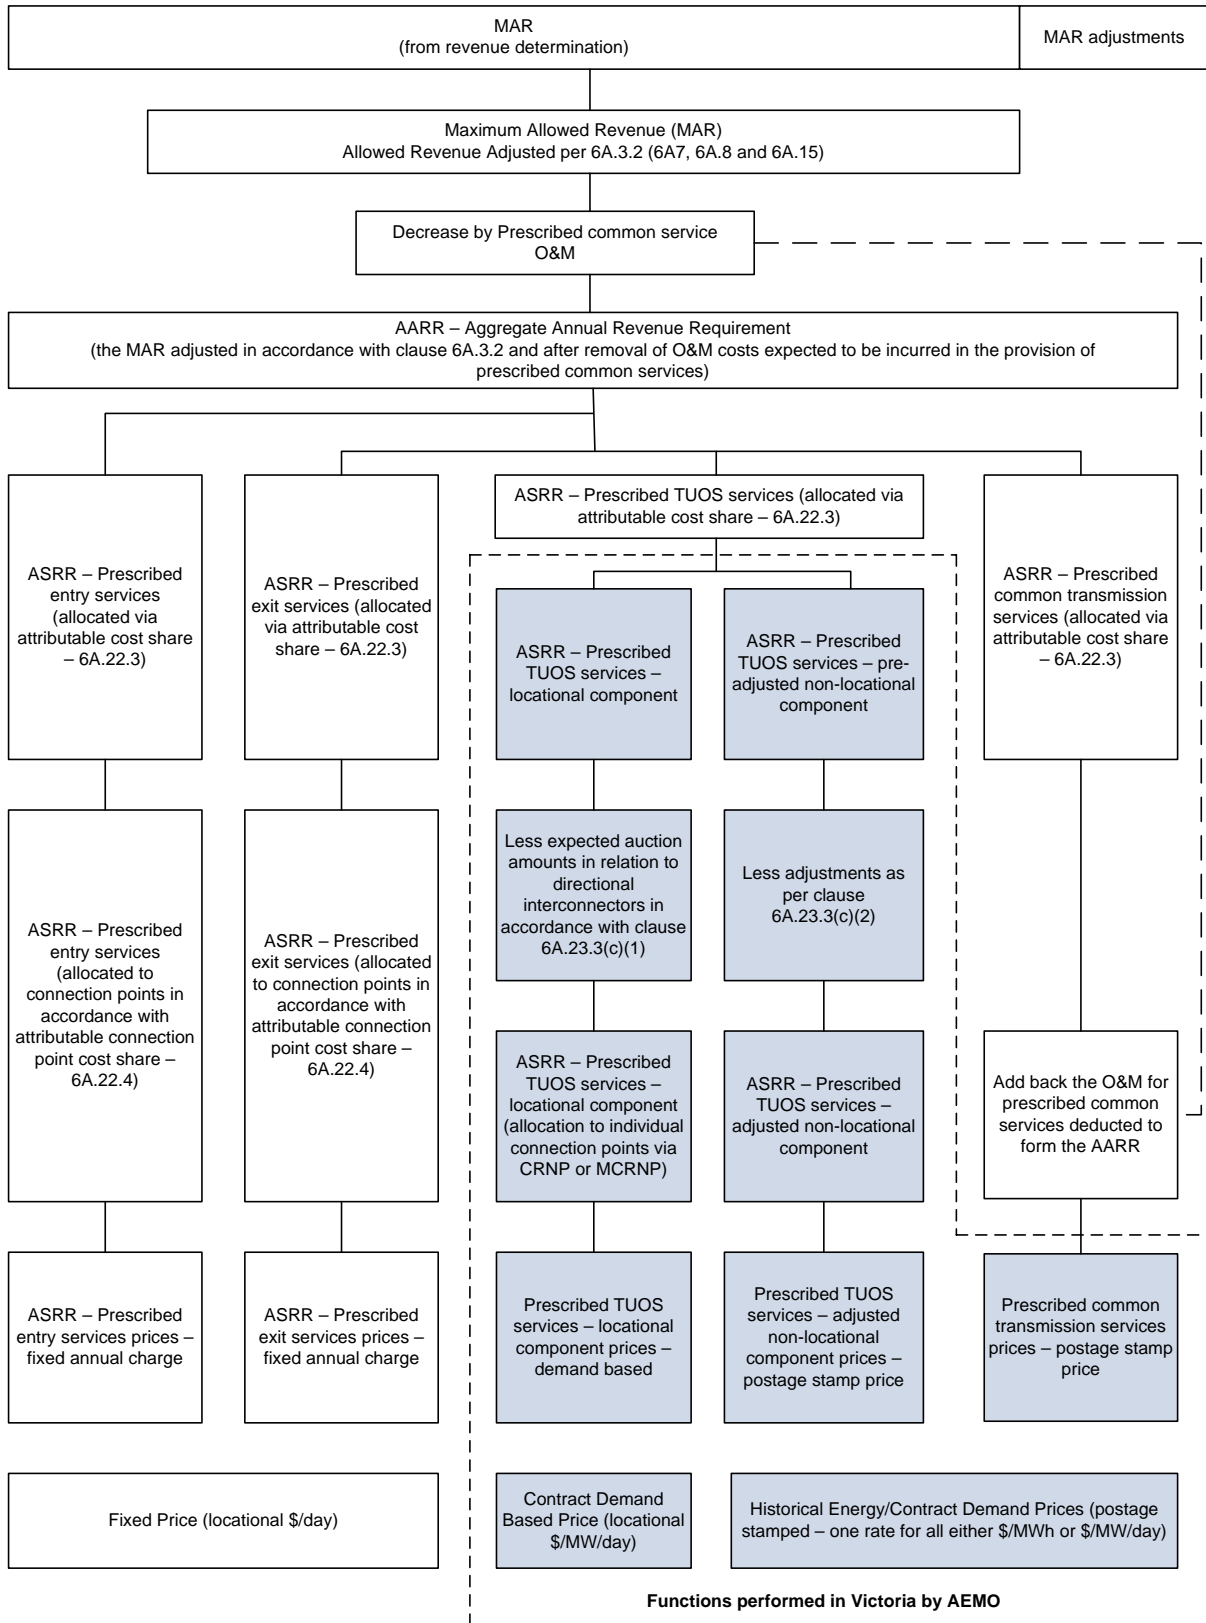 MAR
(from revenue determination)
MAR adjustments
Maximum Allowed Revenue (MAR)
Allowed Revenue Adjusted per 6A.3.2 (6A7, 6A.8 and 6A.15)
Decrease by Prescribed common service
O&M
AARR – Aggregate Annual Revenue Requirement
(the MAR adjusted in accordance with clause 6A.3.2 and after removal of O&M costs expected to be incurred in the provision of
prescribed common services)
ASRR – Prescribed
entry services
(allocated via
attributable cost share
– 6A.22.3)
ASRR – Prescribed
exit services (allocated
via attributable cost
share – 6A.22.3)
ASRR – Prescribed TUOS services (allocated via
attributable cost share – 6A.22.3)
ASRR – Prescribed
TUOS services –
locational component
ASRR – Prescribed
TUOS services – pre-
adjusted non-locational
component
ASRR – Prescribed
common transmission
services (allocated via
attributable cost share
– 6A.22.3)
ASRR – Prescribed
entry services
(allocated to
connection points in
accordance with
attributable connection
point cost share –
6A.22.4)
ASRR – Prescribed
exit services (allocated
to connection points in
accordance with
attributable connection
point cost share –
6A.22.4)
Less expected auction
amounts in relation to
directional
interconnectors in
accordance with clause
6A.23.3(c)(1)
Less adjustments as
per clause
6A.23.3(c)(2)
ASRR – Prescribed
TUOS services –
locational component
(allocation to individual
connection points via
CRNP or MCRNP)
ASRR – Prescribed
TUOS services –
adjusted non-locational
component
Add back the O&M for
prescribed common
services deducted to
form the AARR
ASRR – Prescribed
entry services prices –
fixed annual charge
ASRR – Prescribed
exit services prices –
fixed annual charge
Prescribed TUOS
services – locational
component prices –
demand based
Prescribed TUOS
services – adjusted
non-locational
component prices –
postage stamp price
Prescribed common
transmission services
prices – postage stamp
price
Fixed Price (locational $/day)
Contract Demand
Based Price (locational
$/MW/day)
Historical Energy/Contract Demand Prices (postage
stamped – one rate for all either $/MWh or $/MW/day)
Functions performed in Victoria by AEMO